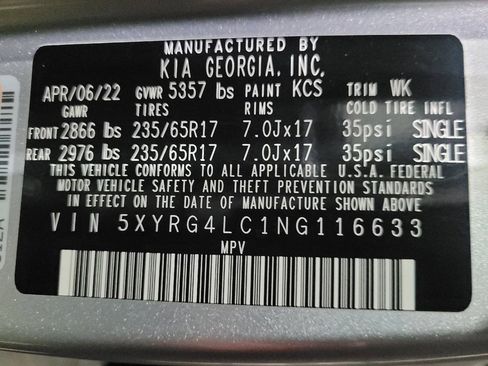 MANUFACTURED BY
KIA GEORGIA, INC.
APR/06/22 GVWR 5357 lbs PAINT KCS TRIM WK
GAWR TIRES RIMS COLD TIRE INFL
FRONT 2866 lbs 235/65R17 7.0Jx17 35psi SINGLE
REAR 2976 lbs 235/65R17 7.0Jx17 35psi SINGLE
THIS VEHICLE CONFORMS TO ALL APPLICABLE U.S.A. FEDERAL
MOTOR VEHICLE SAFETY AND THEFT PREVENTION STANDARDS
IN EFFECT ON THE DATE OF MANUFACTURE SHOWN ABOVE
VIN 5XYRG4LC1NG116633
MPV